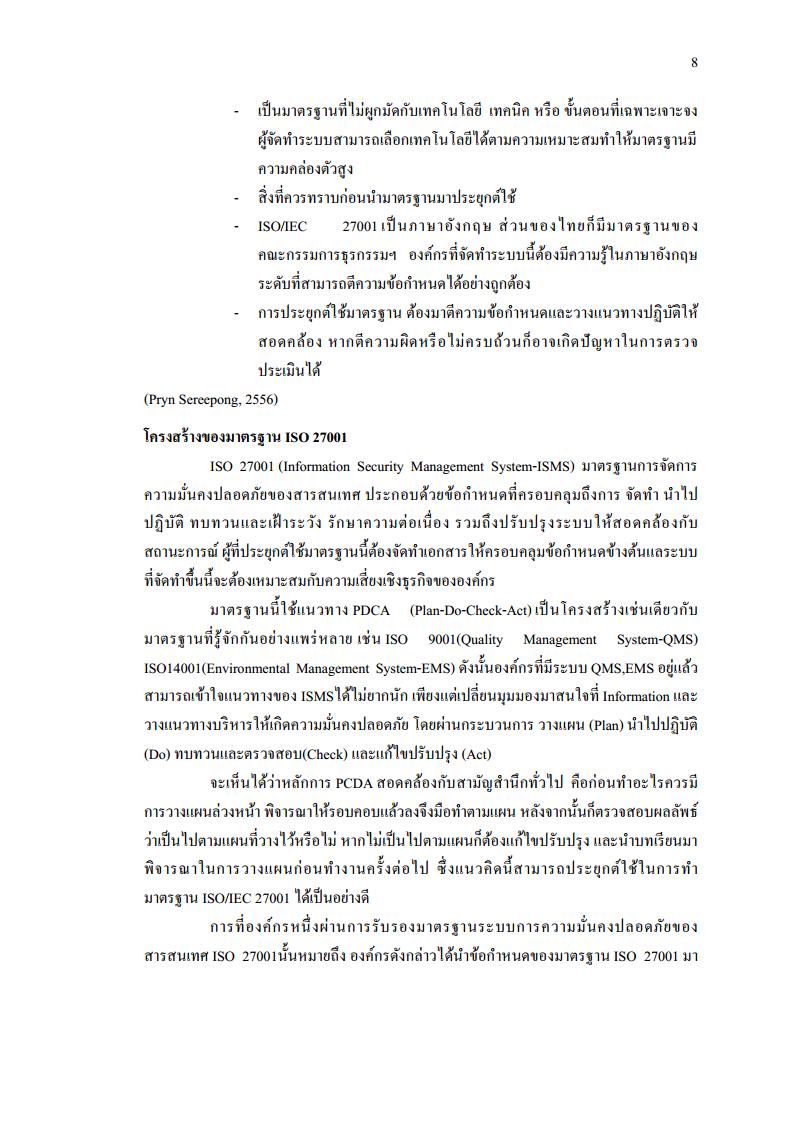 8
- เป็นมาตรฐานที่ไม่ผูกมัดกับเทคโนโลยี เทคนิค หรือ ขั้นตอนที่เฉพาะเจาะจง
ผู้จัดทำระบบสามารถเลือกเทคโนโลยีได้ตามความเหมาะสมทำให้มาตรฐานมี
ความคล่องตัวสูง
- สิ่งที่ควรทราบก่อนนำมาตรฐานมาประยุกต์ใช้
- ISO/IEC 27001 เป็นภาษาอังกฤษ ส่วนของไทยก็มีมาตรฐานของ
คณะกรรมการธุรกรรมฯ องค์กรที่จัดทำระบบนี้ต้องมีความรู้ในภาษาอังกฤษ
ระดับที่สามารถตีความข้อกำหนดได้อย่างถูกต้อง
- การประยุกต์ใช้มาตรฐาน ต้องมาตีความข้อกำหนดและวางแนวทางปฏิบัติให้
สอดคล้อง หากตีความผิดหรือไม่ครบถ้วนก็อาจเกิดปัญหาในการตรวจ
ประเมินได้
(Pryn Sereepong, 2556)
โครงสร้างของมาตรฐาน ISO 27001
ISO 27001 (Information Security Management System-ISMS) มาตรฐานการจัดการ
ความมั่นคงปลอดภัยของสารสนเทศ ประกอบด้วยข้อกำหนดที่ครอบคลุมถึงการ จัดทำ นำไป
ปฏิบัติ ทบทวนและเฝ้าระวัง รักษาความต่อเนื่อง รวมถึงปรับปรุงระบบให้สอดคล้องกับ
สถานะการณ์ ผู้ที่ประยุกต์ใช้มาตรฐานนี้ต้องจัดทำเอกสารให้ครอบคลุมข้อกำหนดข้างต้นแลระบบ
ที่จัดทำขึ้นนี้จะต้องเหมาะสมกับความเสี่ยงเชิงธุรกิจขององค์กร
มาตรฐานนี้ใช้แนวทาง PDCA (Plan-Do-Check-Act) เป็นโครงสร้างเช่นเดียวกับ
มาตรฐานที่รู้จักกันอย่างแพร่หลาย เช่น ISO 9001(Quality Management System-QMS)
ISO14001(Environmental Management System-EMS) ดังนั้นองค์กรที่มีระบบ QMS,EMS อยู่แล้ว
สามารถเข้าใจแนวทางของ ISMSได้ไม่ยากนัก เพียงแต่เปลี่ยนมุมมองมาสนใจที่ Information และ
วางแนวทางบริหารให้เกิดความมั่นคงปลอดภัย โดยผ่านกระบวนการ วางแผน (Plan) นำไปปฏิบัติ
(Do) ทบทวนและตรวจสอบ(Check) และแก้ไขปรับปรุง (Act)
จะเห็นได้ว่าหลักการ PCDA สอดคล้องกับสามัญสำนึกทั่วไป คือก่อนทำอะไรควรมี
การวางแผนล่วงหน้า พิจารณาให้รอบคอบแล้วลงจึงมือทำตามแผน หลังจากนั้นก็ตรวจสอบผลลัพธ์
ว่าเป็นไปตามแผนที่วางไว้หรือไม่ หากไม่เป็นไปตามแผนก็ต้องแก้ไขปรับปรุง และนำบทเรียนมา
พิจารณาในการวางแผนก่อนทำงานครั้งต่อไป ซึ่งแนวคิดนี้สามารถประยุกต์ใช้ในการทำ
มาตรฐาน ISO/IEC 27001 ได้เป็นอย่างดี
การที่องค์กรหนึ่งผ่านการรับรองมาตรฐานระบบการความมั่นคงปลอดภัยของ
สารสนเทศ ISO 27001นั้นหมายถึง องค์กรดังกล่าวได้นำข้อกำหนดของมาตรฐาน ISO 27001 มา